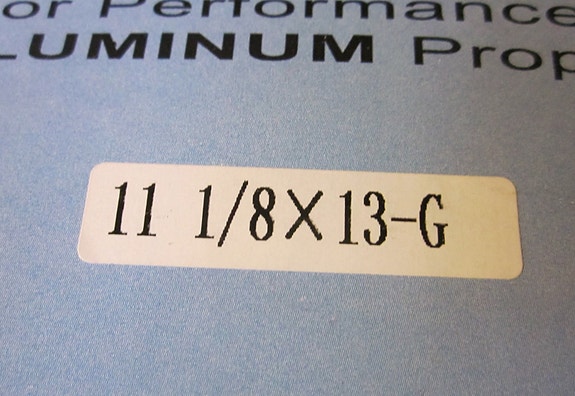 or Performance
LUMINUM Prop
11 1/8X13-G